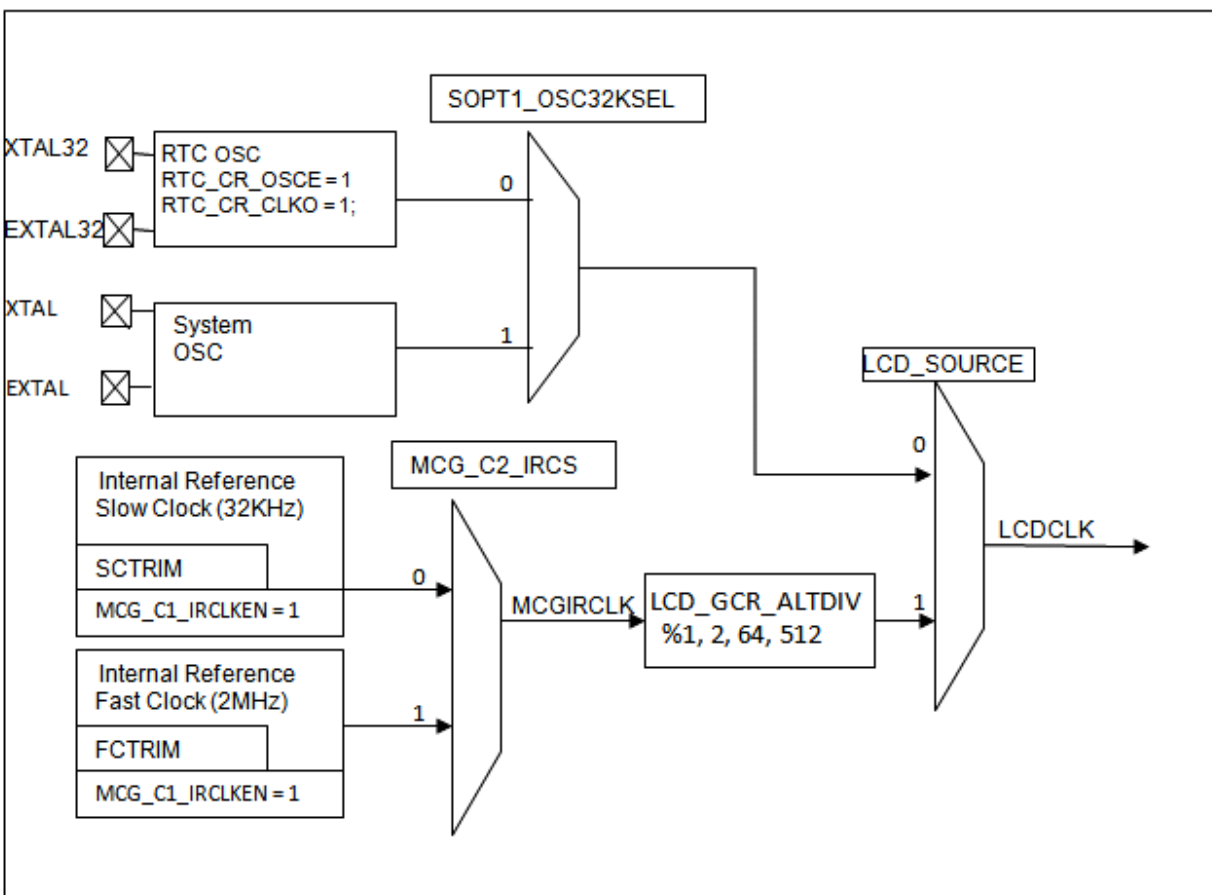 SOPT1_OSC32KSEL
XTAL32
EXTAL32
RTC OSC
RTC_CR_OSCE = 1
RTC_CR_CLKO = 1;
0
XTAL
EXTAL
System
OSC
1
LCD_SOURCE
0
1
LCDCLK
MCG_C2_IRCS
Internal Reference
Slow Clock (32KHz)
SCTRIM
MCG_C1_IRCLKEN = 1
0
MCGIRCLK
LCD_GCR_ALTDIV
%1, 2, 64, 512
Internal Reference
Fast Clock (2MHz)
FCTRIM
MCG_C1_IRCLKEN = 1
1